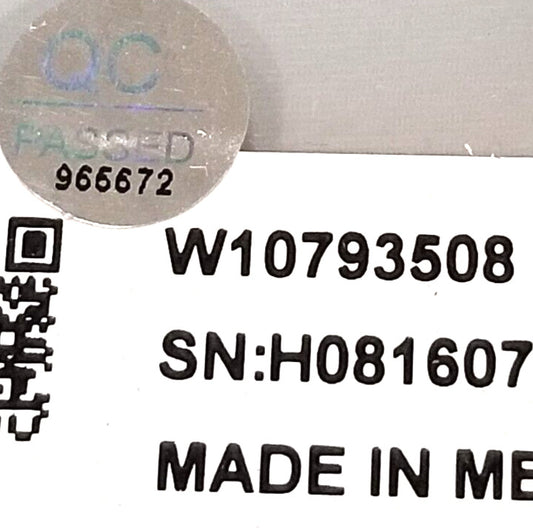 QC
PASSED
966672
W10793508
SN:H081607
MADE IN ME